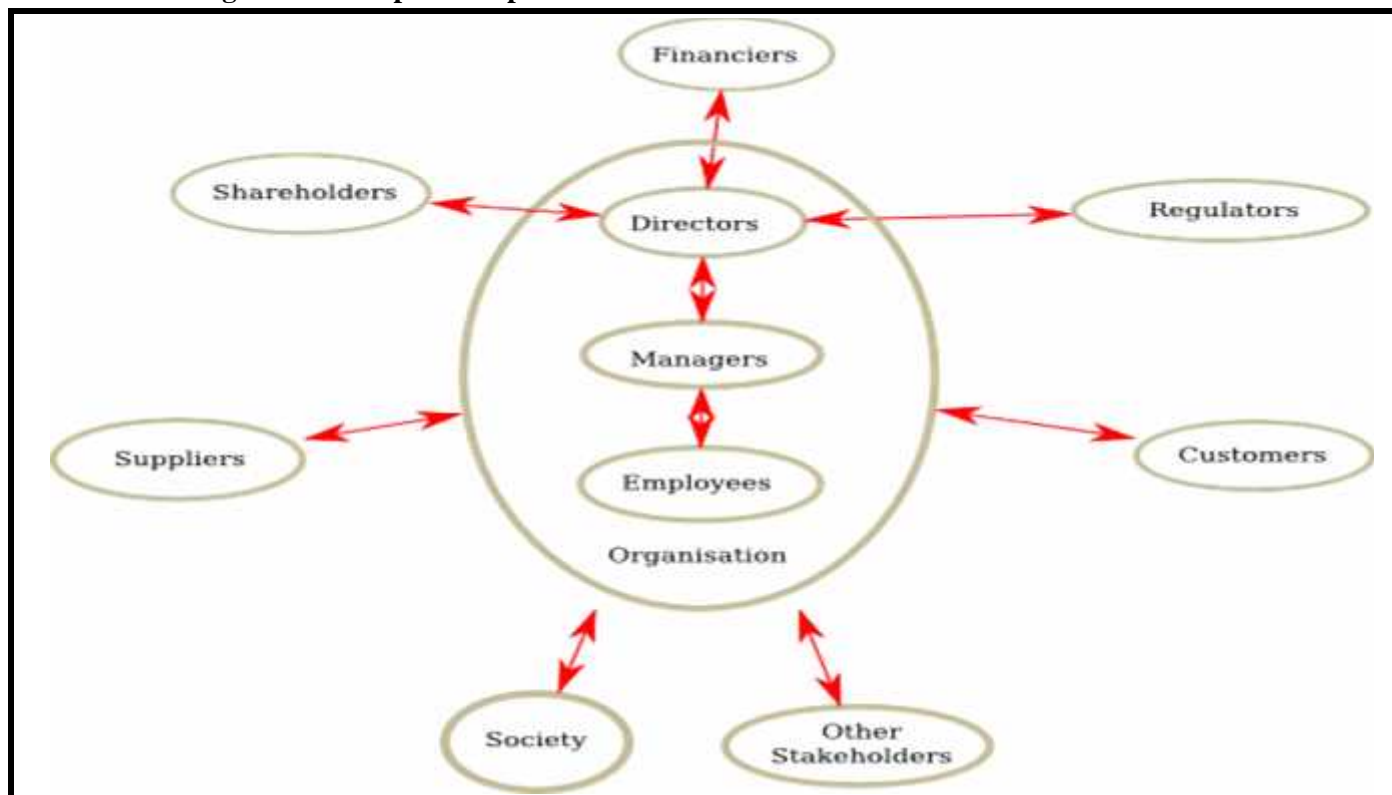 Financiers
Shareholders
Directors
Regulators
Managers
Suppliers
Customers
Employees
Organisation
Society
Other
Stakeholders